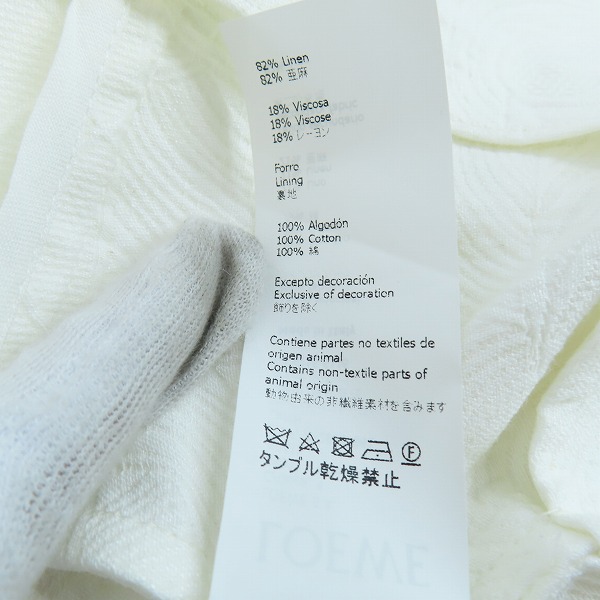 82% Linen
82% 亜麻
18% Viscosa
18% Viscose
18% レーヨン
Forro
Lining
裏地
100% Algodón
100% Cotton
100% 綿
Excepto decoración
Exclusive of decoration
飾りを除く
Contiene partes no textiles de
origen animal
Contains non-textile parts of
animal origin
動物由来の非繊維素材を含みます
F
タンブル乾燥禁止
LOEWE